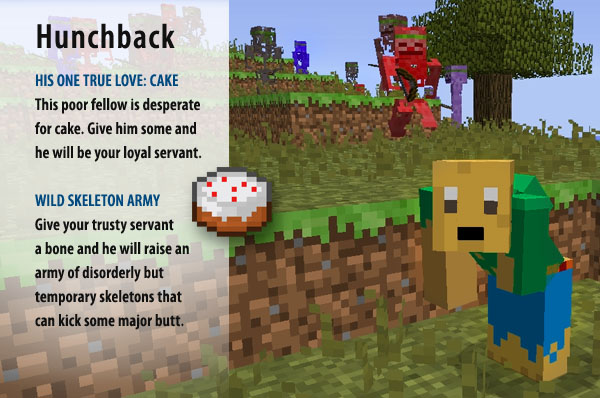 Hunchback
HIS ONE TRUE LOVE: CAKE
This poor fellow is desperate
for cake. Give him some and
he will be your loyal servant.
WILD SKELETON ARMY
Give your trusty servant
a bone and he will raise an
army of disorderly but
temporary skeletons that
can kick some major butt.